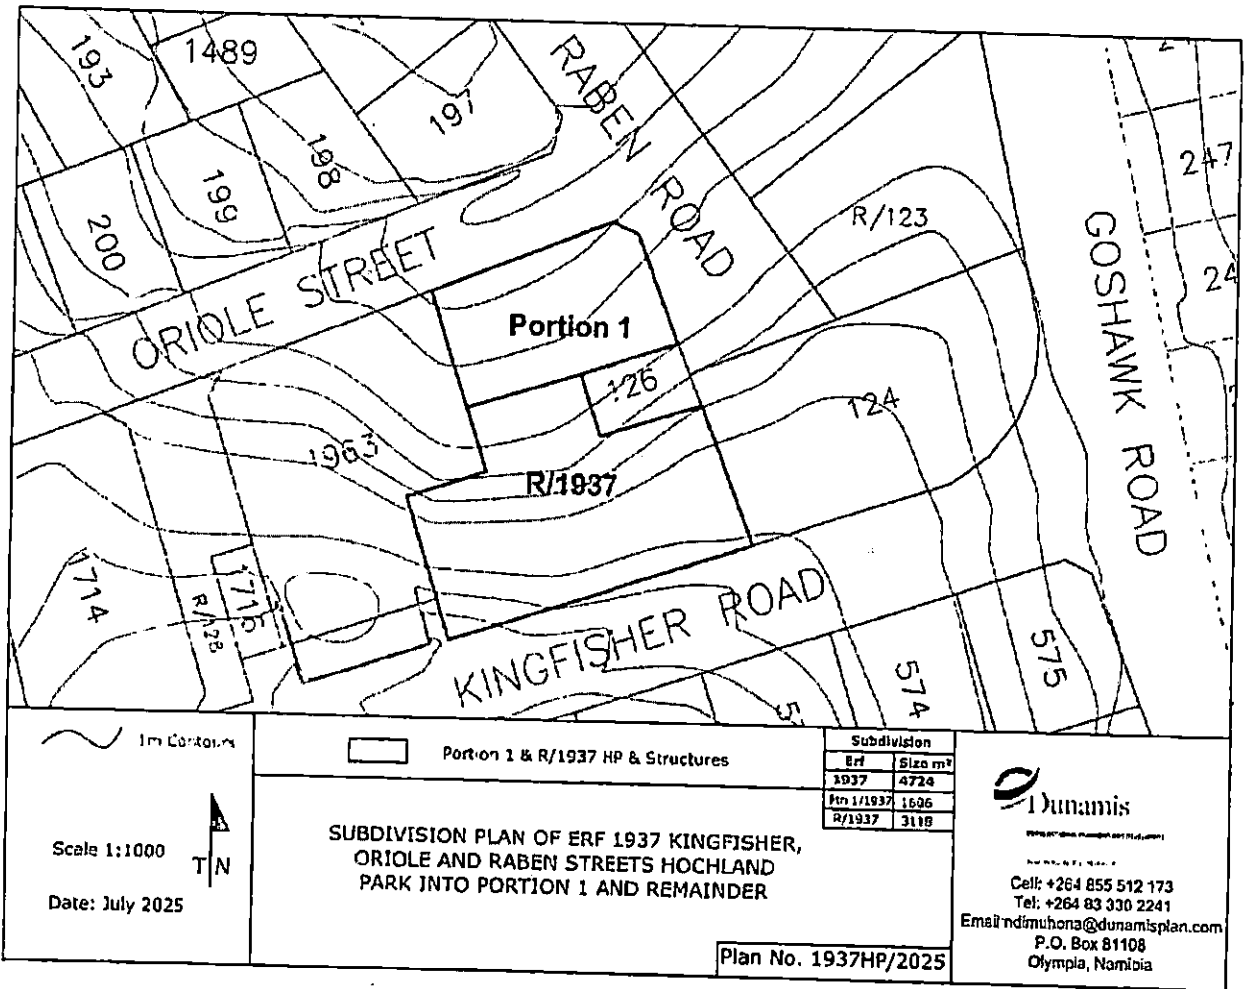 193
1489
197
198
199
200
RABEN ROAD
R/123
247
24
GOSHAWK ROAD
ORIOLE STREET
Portion 1
126
124
1963
R/1937
1714
R/128
1715
KINGFISHER ROAD
574
575
57
1m Contours
Portion 1 & R/1937 HP & Structures
Subdivision
Erf Size m²
1937 4724
Ptn 1/1937 1606
R/1937 3118
Scale 1:1000
T N
Date: July 2025
SUBDIVISION PLAN OF ERF 1937 KINGFISHER,
ORIOLE AND RABEN STREETS HOCHLAND
PARK INTO PORTION 1 AND REMAINDER
Plan No. 1937HP/2025
Dunamis
Cell: +264 855 512 173
Tel: +264 83 330 2241
Email:ndimuhona@dunamisplan.com
P.O. Box 81108
Olympia, Namibia